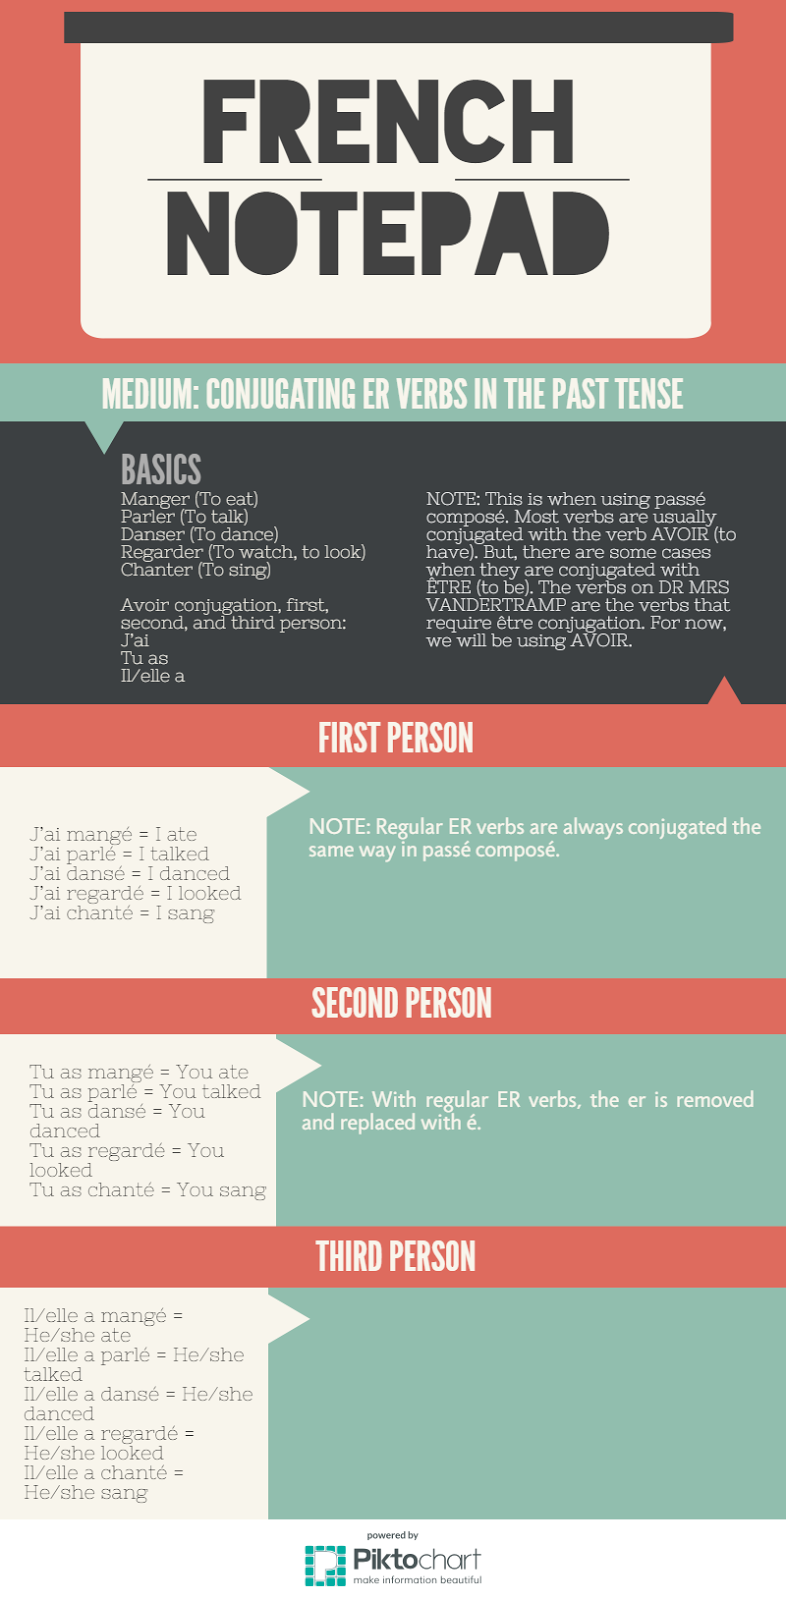 FRENCH
NOTEPAD
MEDIUM: CONJUGATING ER VERBS IN THE PAST TENSE
BASICS
Manger (To eat)
Parler (To talk)
Danser (To dance)
Regarder (To watch, to look)
Chanter (To sing)
Avoir conjugation, first,
second, and third person:
J'ai
Tu as
Il/elle a
NOTE: This is when using passé
composé. Most verbs are usually
conjugated with the verb AVOIR (to
have). But, there are some cases
when they are conjugated with
ÊTRE (to be). The verbs on DR MRS
VANDERTRAMP are the verbs that
require être conjugation. For now,
we will be using AVOIR.
FIRST PERSON
J'ai mangé = I ate
J'ai parlé = I talked
J'ai dansé = I danced
J'ai regardé = I looked
J'ai chanté = I sang
NOTE: Regular ER verbs are always conjugated the
same way in passé composé.
SECOND PERSON
Tu as mangé = You ate
Tu as parlé = You talked
Tu as dansé = You
danced
Tu as regardé = You
looked
Tu as chanté = You sang
NOTE: With regular ER verbs, the er is removed
and replaced with é.
THIRD PERSON
Il/elle a mangé =
He/she ate
Il/elle a parlé = He/she
talked
Il/elle a dansé = He/she
danced
Il/elle a regardé =
He/she looked
Il/elle a chanté =
He/she sang
powered by
Piktochart
make information beautiful